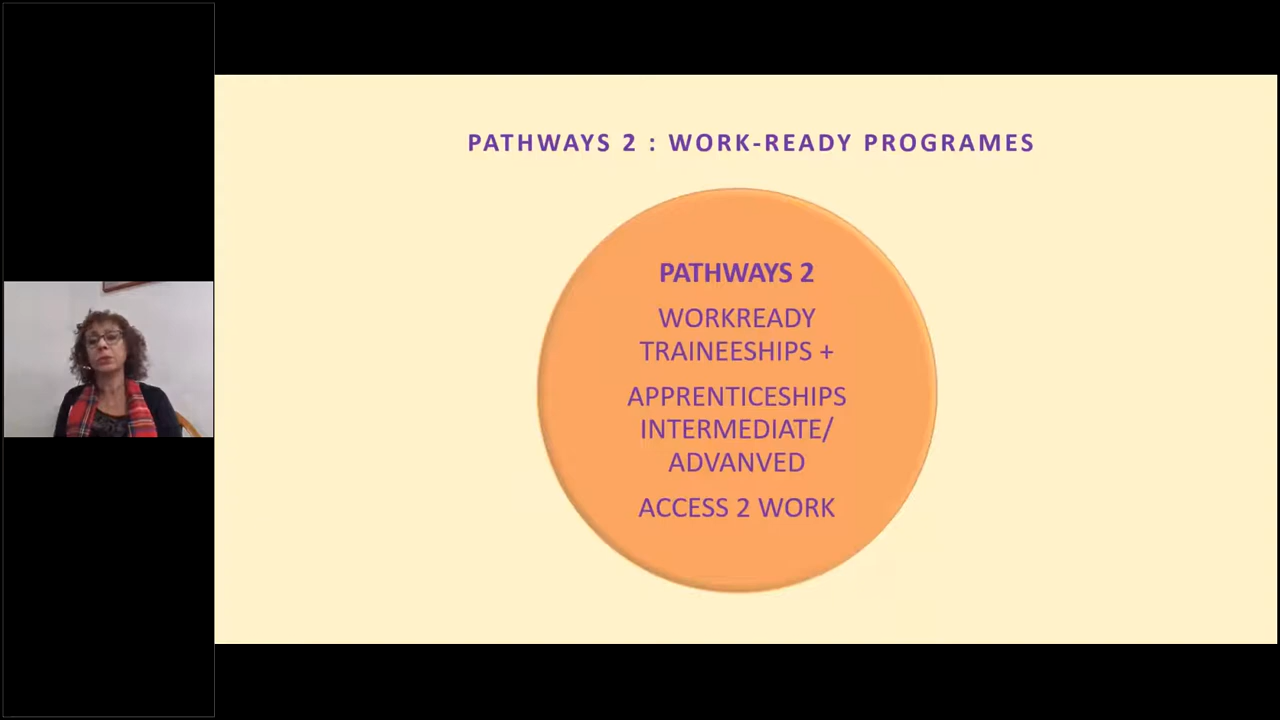 PATHWAYS 2 : WORK-READY PROGRAMES
PATHWAYS 2
WORKREADY
TRAINEESHIPS +
APPRENTICESHIPS
INTERMEDIATE/
ADVANVED
ACCESS 2 WORK